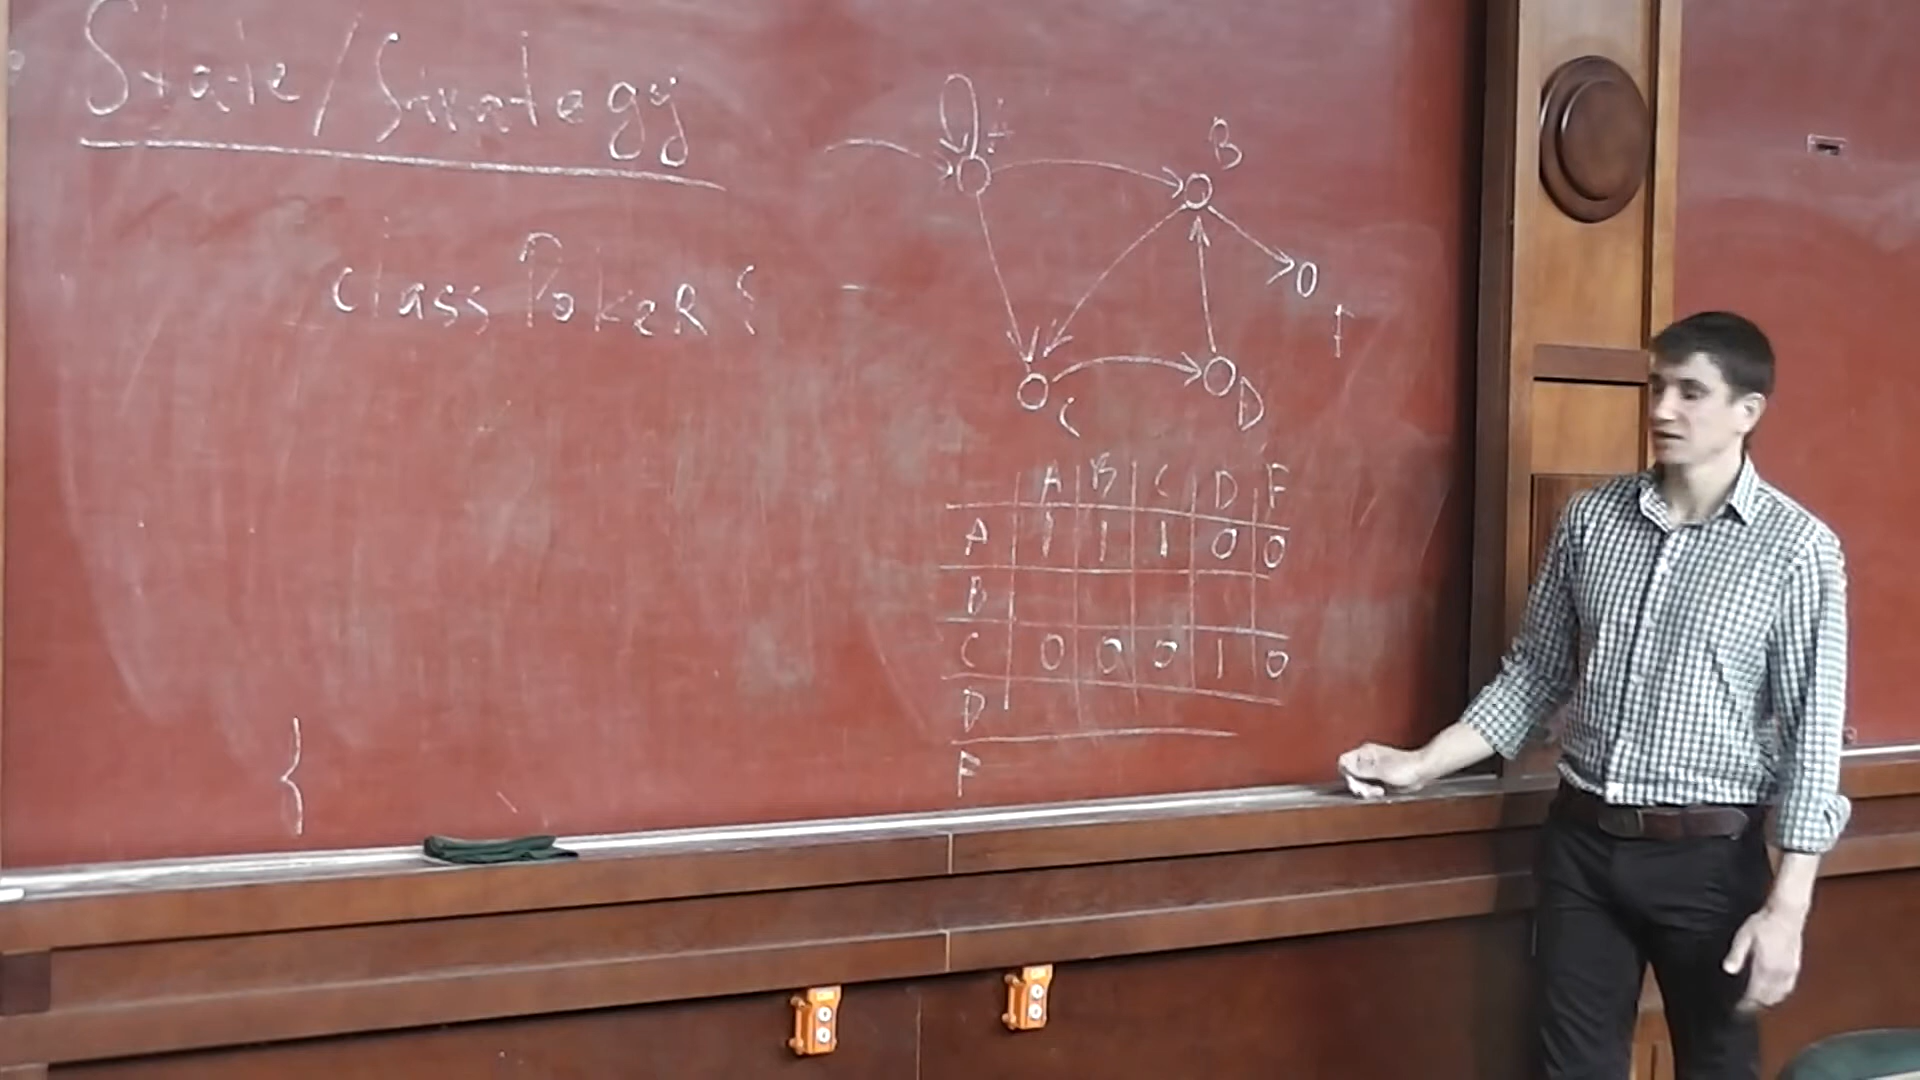 State/Strategy
class PokeR {
}
A
B
F
C
D
A B C D F
A 1 1 1 0 0
B
C 0 0 0 1 0
D
F